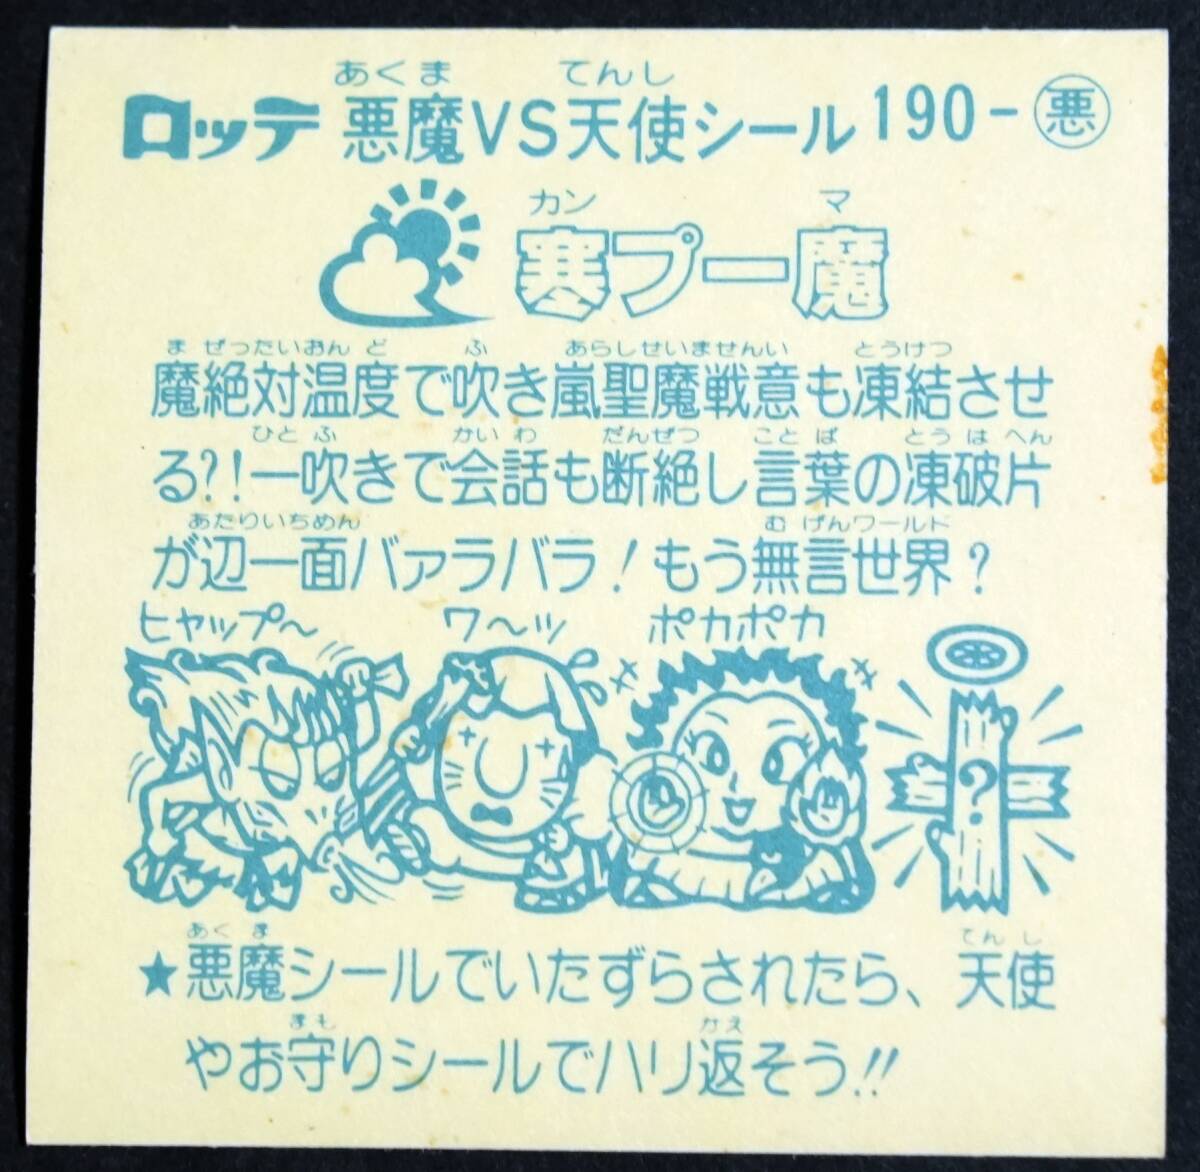 あくま てんし
ロッテ 悪魔VS天使シール 190-悪
カン マ
寒プー魔
ま ぜったいおん ど ふ あらしせいませんい とうけつ
魔絶対温度で吹き嵐聖魔戦意も凍結させ
ひとふ かいわ だんぜつ ことば とうはへん
る?!一吹きで会話も断絶し言葉の凍破片
あたりいちめん むげんワールド
が辺一面バァラバラ!もう無言世界?
ヒャップ〜 ワ〜ッ ポカポカ
?
あくま てんし
★悪魔シールでいたずらされたら、天使
まも かえ
やお守りシールでハリ返そう!!